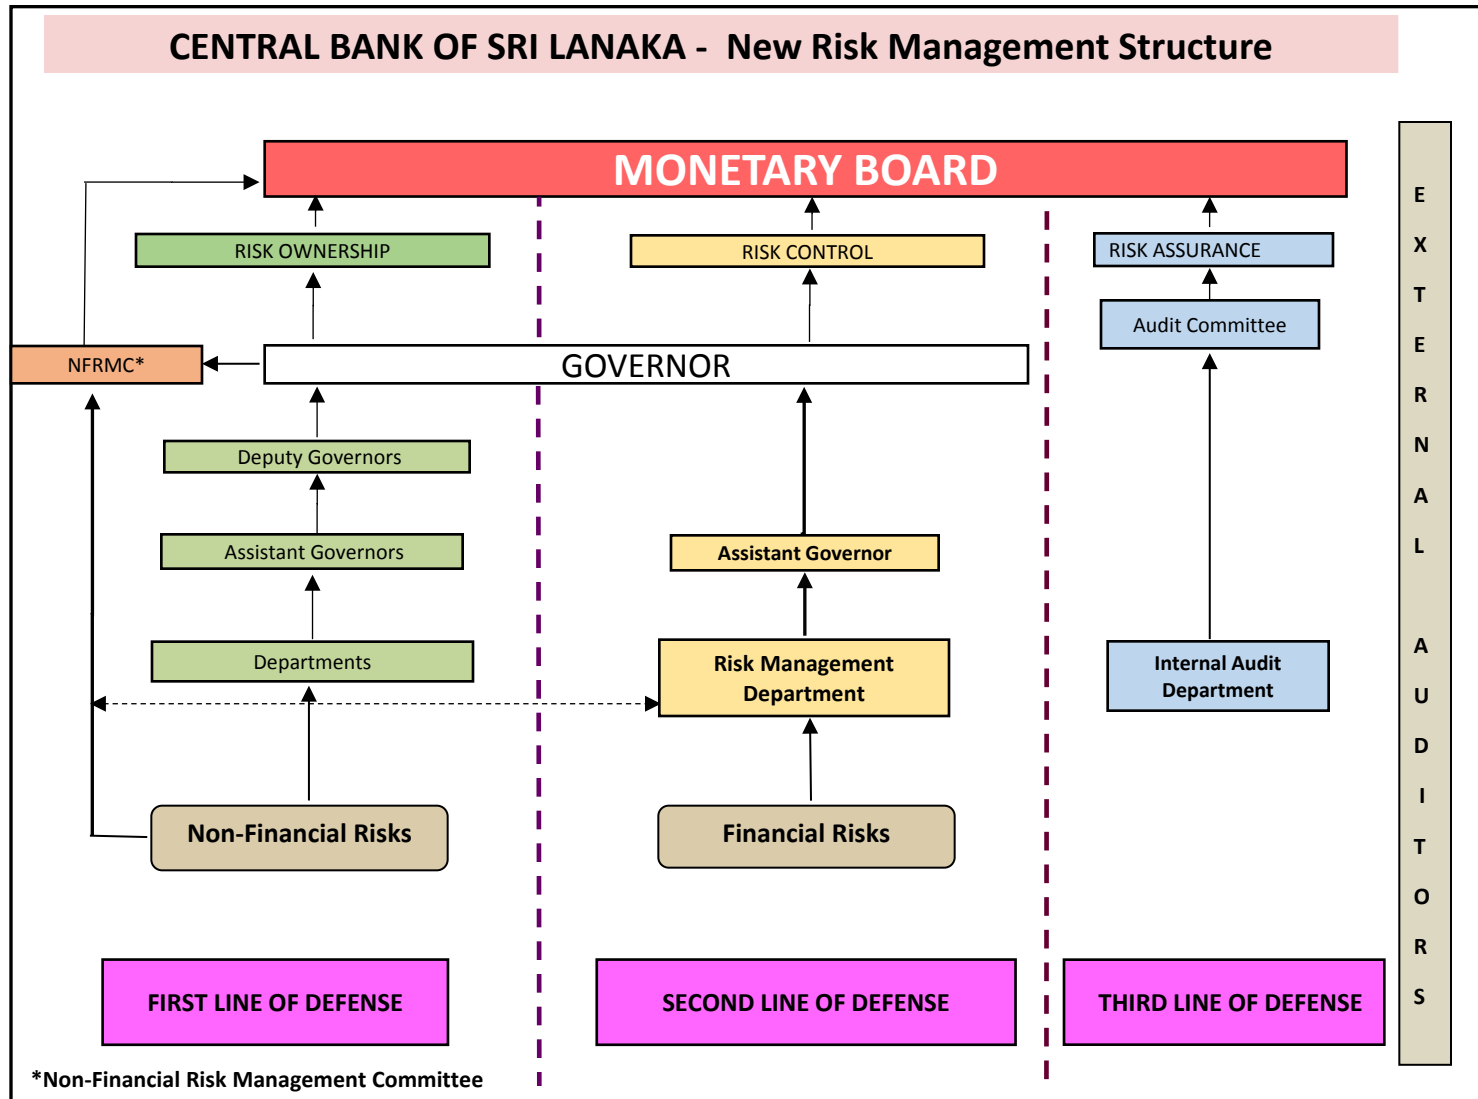 CENTRAL BANK OF SRI LANAKA - New Risk Management Structure
MONETARY BOARD
RISK OWNERSHIP
RISK CONTROL
RISK ASSURANCE
Audit Committee
NFRMC*
GOVERNOR
Deputy Governors
Assistant Governors
Assistant Governor
Departments
Risk Management
Department
Internal Audit
Department
Non-Financial Risks
Financial Risks
FIRST LINE OF DEFENSE
SECOND LINE OF DEFENSE
THIRD LINE OF DEFENSE
*Non-Financial Risk Management Committee
EXTERNAL AUDITORS